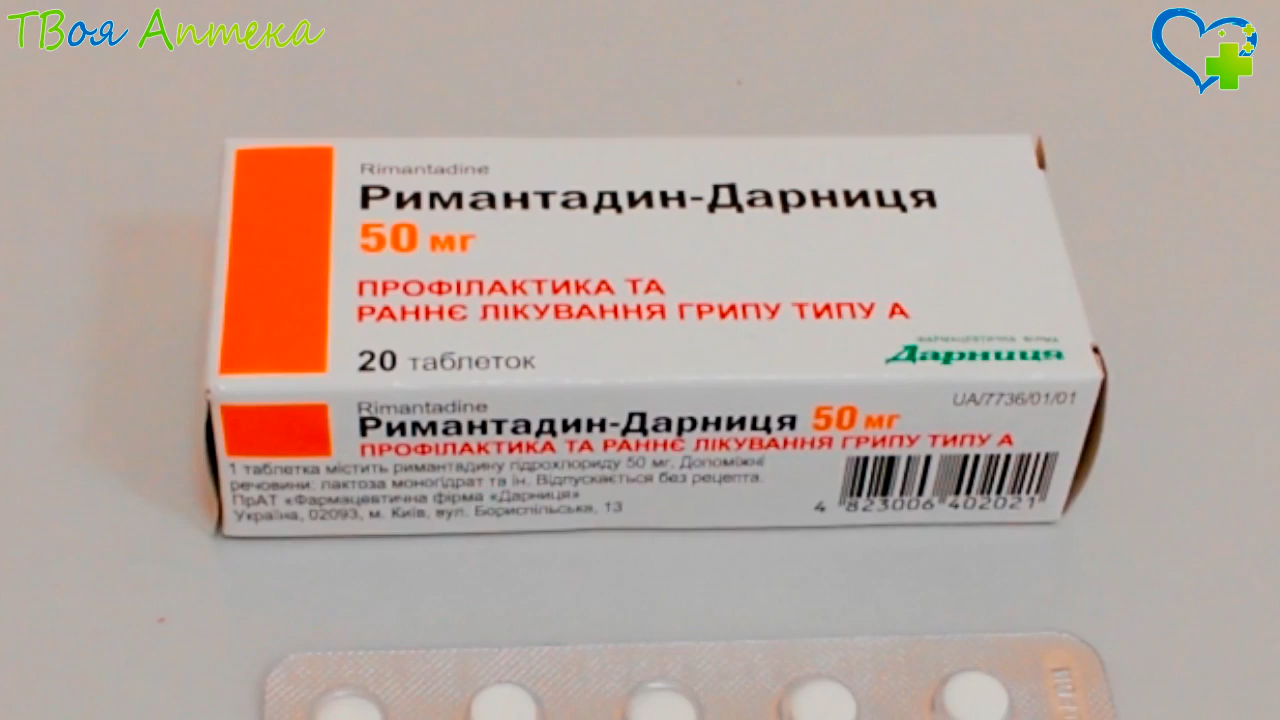 ТВоя Аптека
Rimantadine
Римантадин-Дарниця
50 мг
ПРОФІЛАКТИКА ТА
РАННЄ ЛІКУВАННЯ ГРИПУ ТИПУ А
20 таблеток
ФАРМАЦЕВТИЧНА ФІРМА
Дарниця
UA/7736/01/01
Rimantadine
Римантадин-Дарниця 50 мг
ПРОФІЛАКТИКА ТА РАННЄ ЛІКУВАННЯ ГРИПУ ТИПУ А
1 таблетка містить римантадину гідрохлориду 50 мг. Допоміжні
речовини: лактоза моногідрат та ін. Відпускається без рецепта.
ПрАТ «Фармацевтична фірма «Дарниця»
Україна, 02093, м. Київ, вул. Бориспільська, 13
4 823006 402021